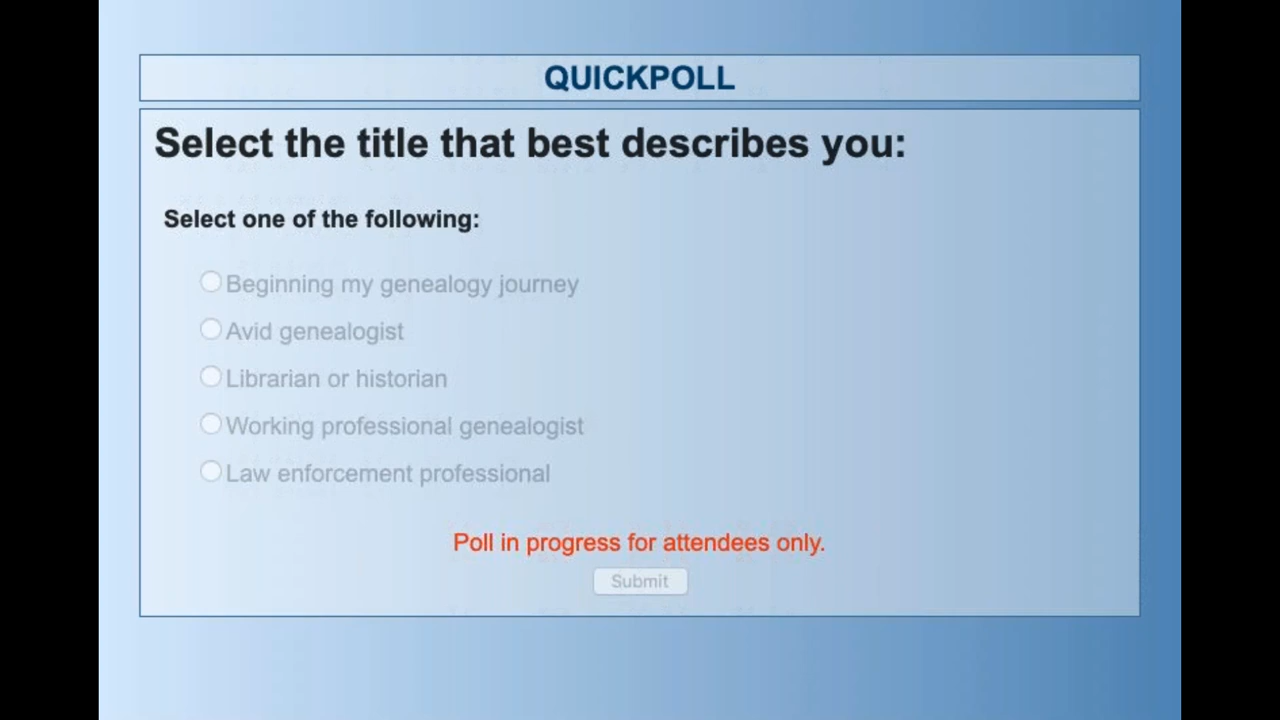 QUICKPOLL
Select the title that best describes you:
Select one of the following:
Beginning my genealogy journey
Avid genealogist
Librarian or historian
Working professional genealogist
Law enforcement professional
Poll in progress for attendees only.
Submit